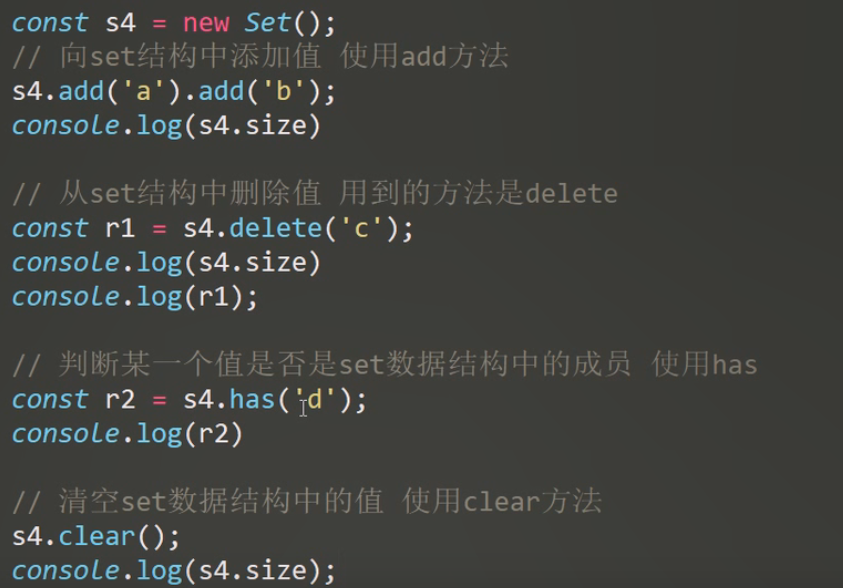 const s4 = new Set();
// 向set结构中添加值 使用add方法
s4.add('a').add('b');
console.log(s4.size)
// 从set结构中删除值 用到的方法是delete
const r1 = s4.delete('c');
console.log(s4.size)
console.log(r1);
// 判断某一个值是否是set数据结构中的成员 使用has
const r2 = s4.has('d');
console.log(r2)
// 清空set数据结构中的值 使用clear方法
s4.clear();
console.log(s4.size);